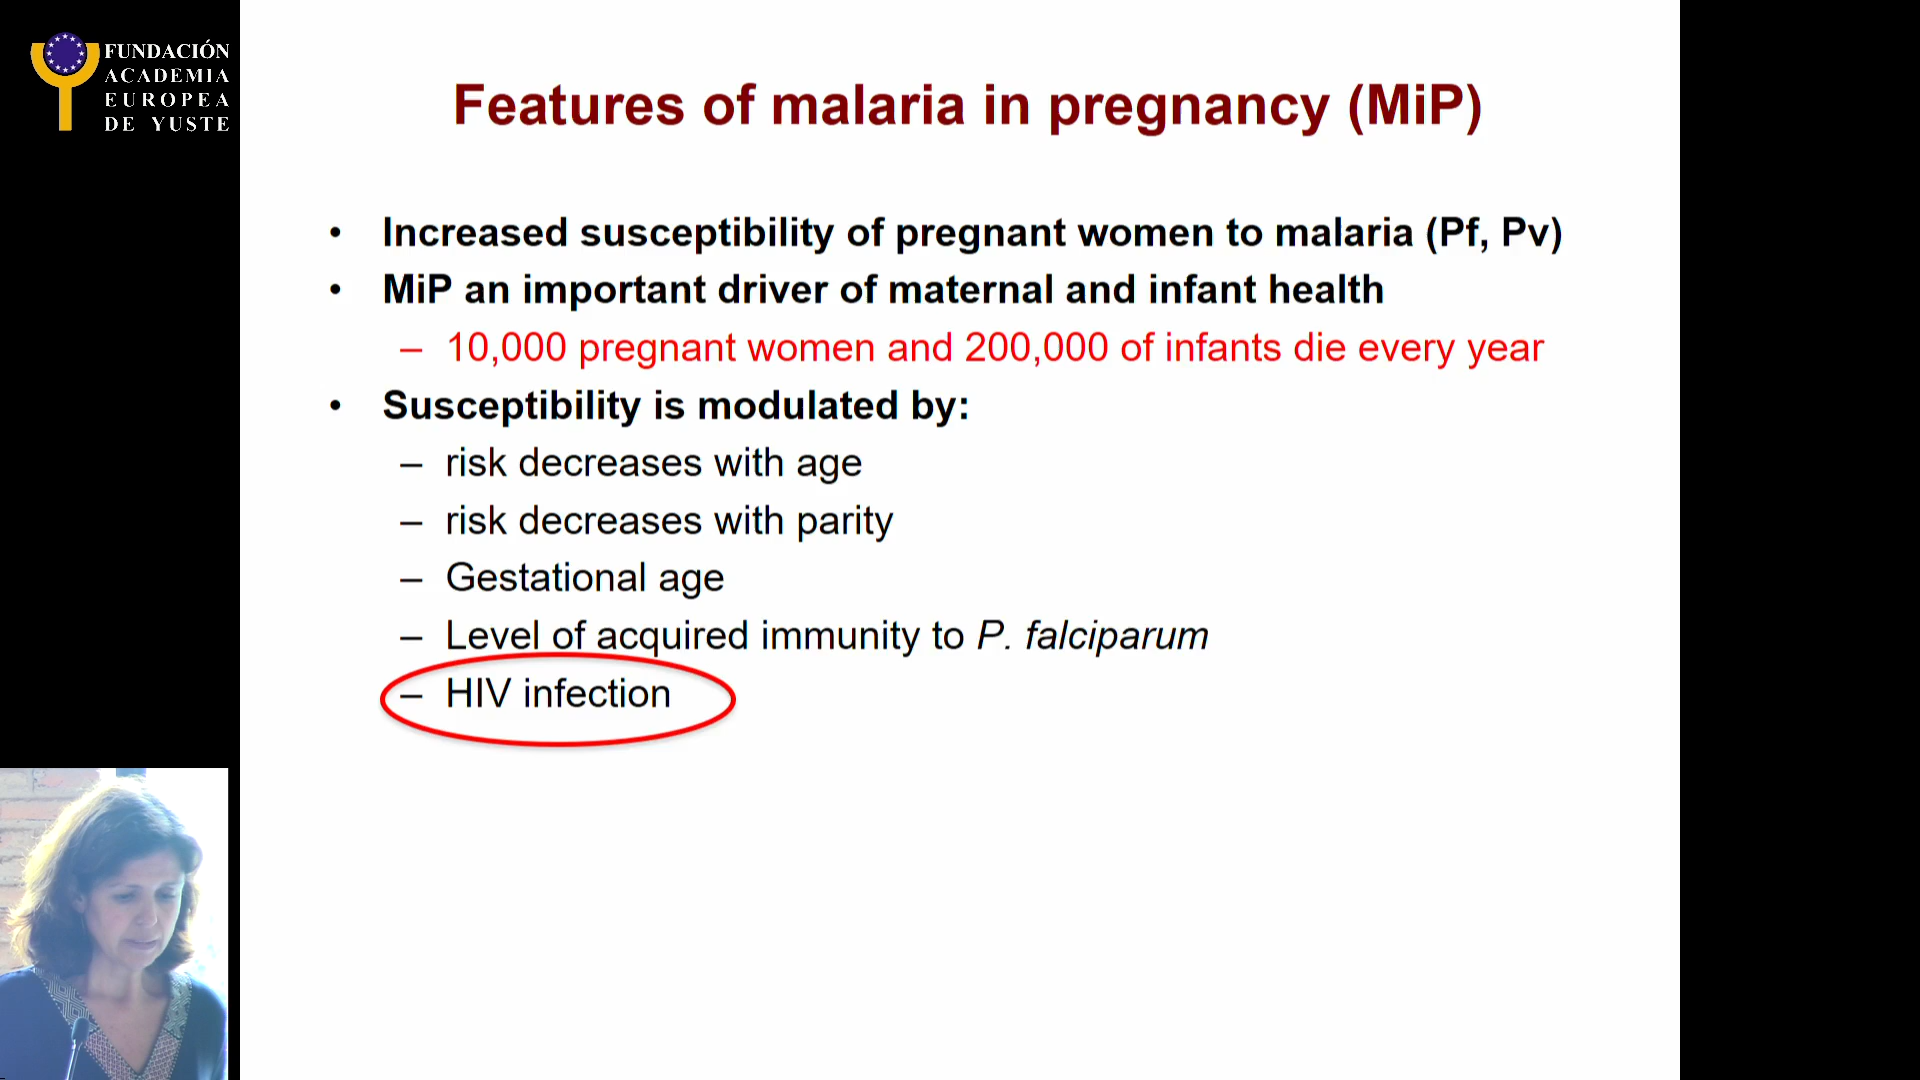 FUNDACIÓN
ACADEMIA
EUROPEA
DE YUSTE
Features of malaria in pregnancy (MiP)
• Increased susceptibility of pregnant women to malaria (Pf, Pv)
• MiP an important driver of maternal and infant health
– 10,000 pregnant women and 200,000 of infants die every year
• Susceptibility is modulated by:
– risk decreases with age
– risk decreases with parity
– Gestational age
– Level of acquired immunity to P. falciparum
– HIV infection